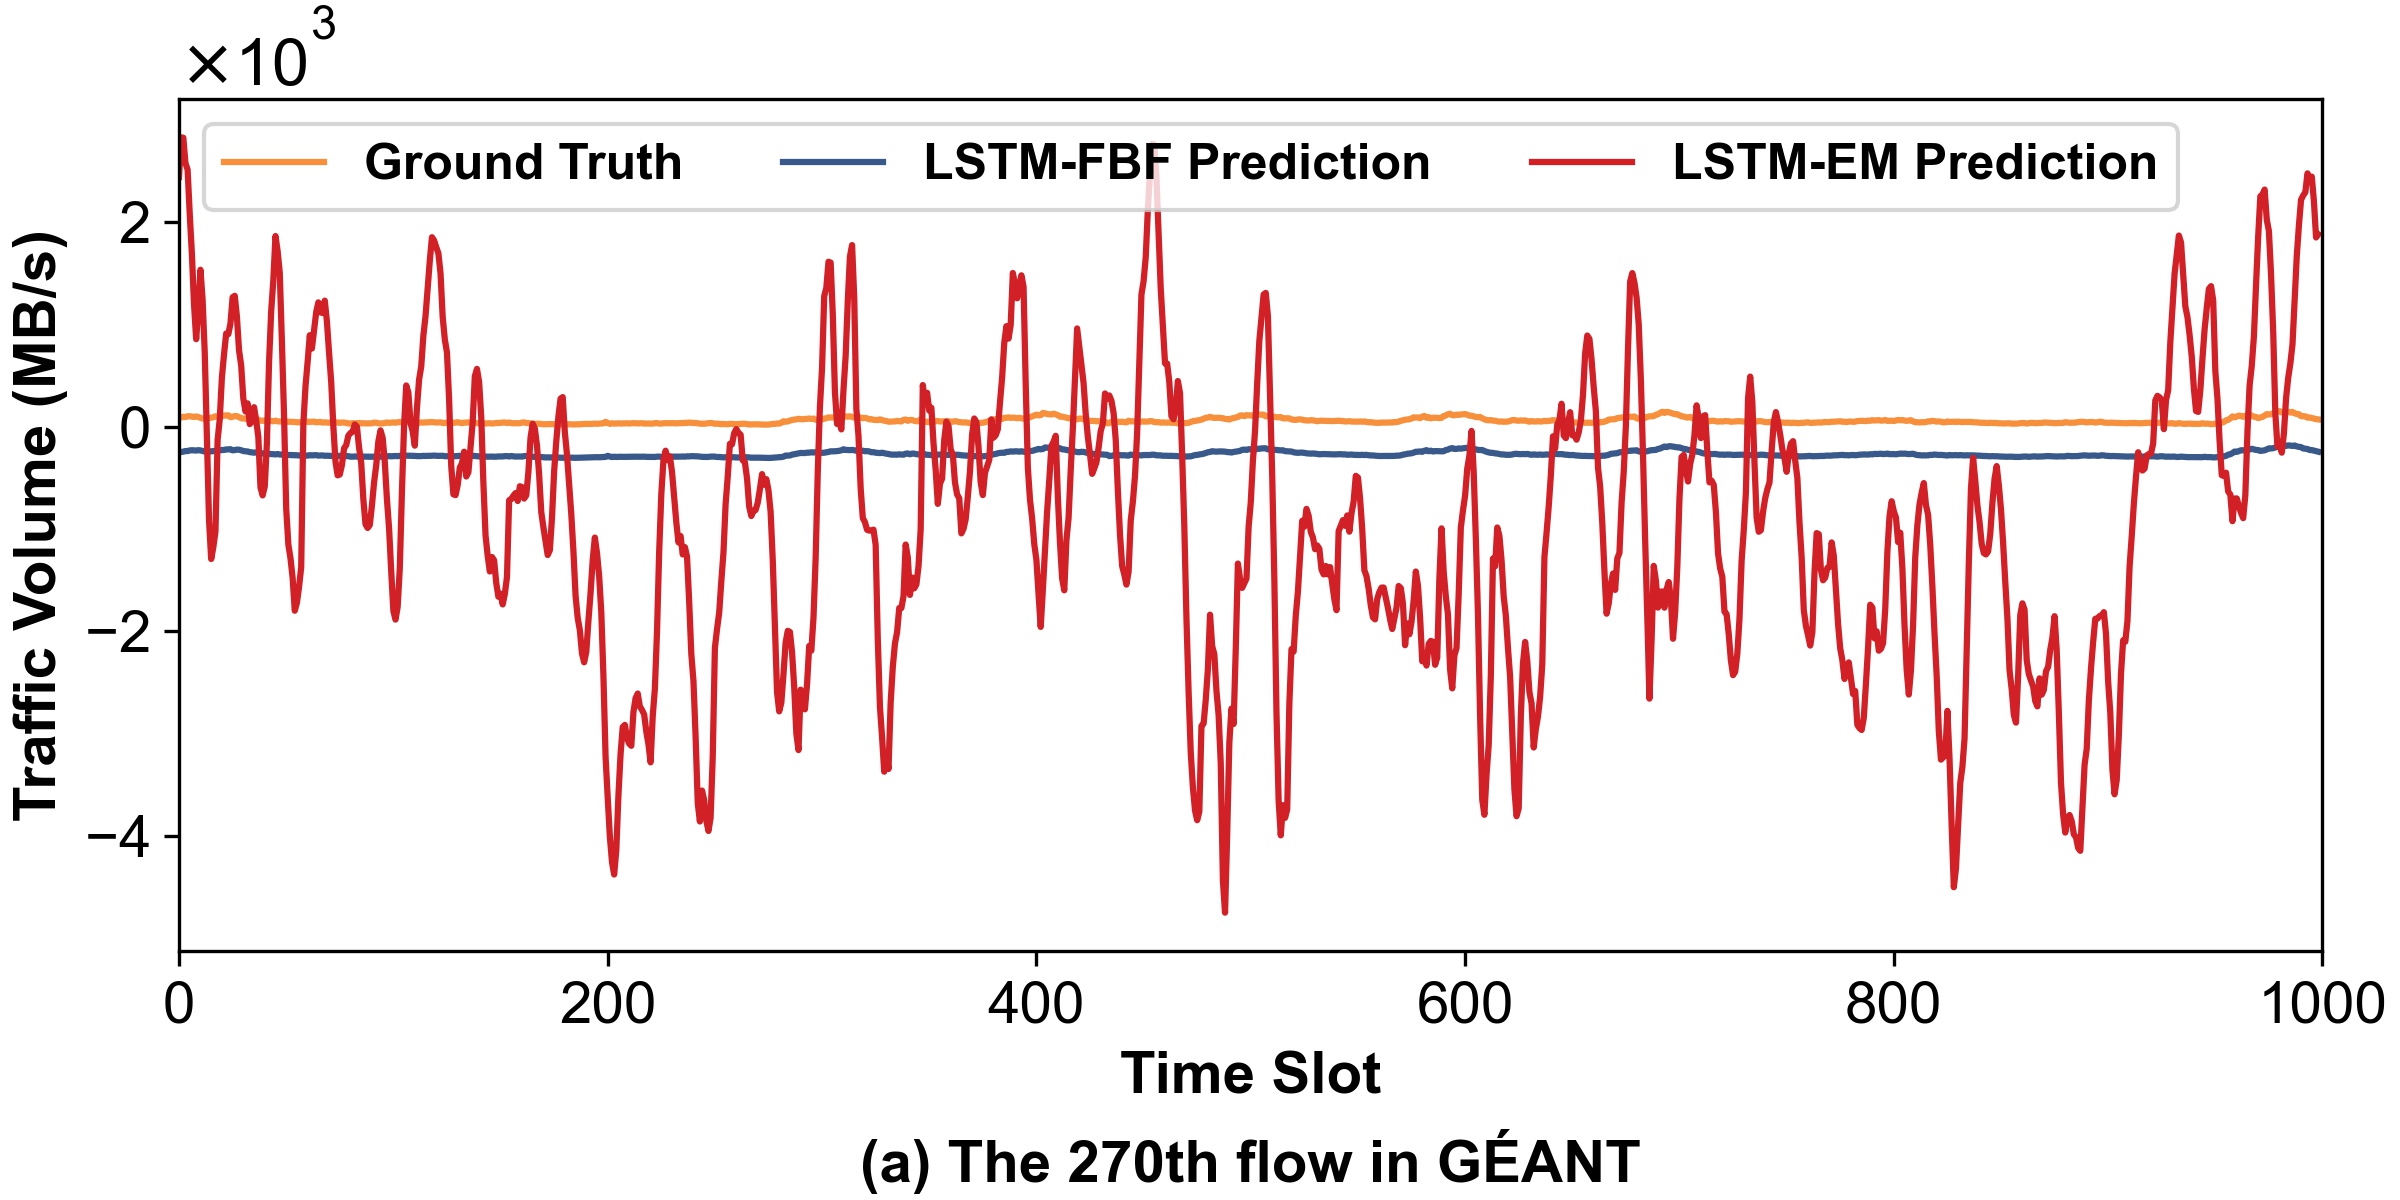 ×10³
Ground Truth LSTM-FBF Prediction LSTM-EM Prediction
Traffic Volume (MB/s)
2
0
−2
−4
0 200 400 600 800 1000
Time Slot
(a) The 270th flow in GÉANT